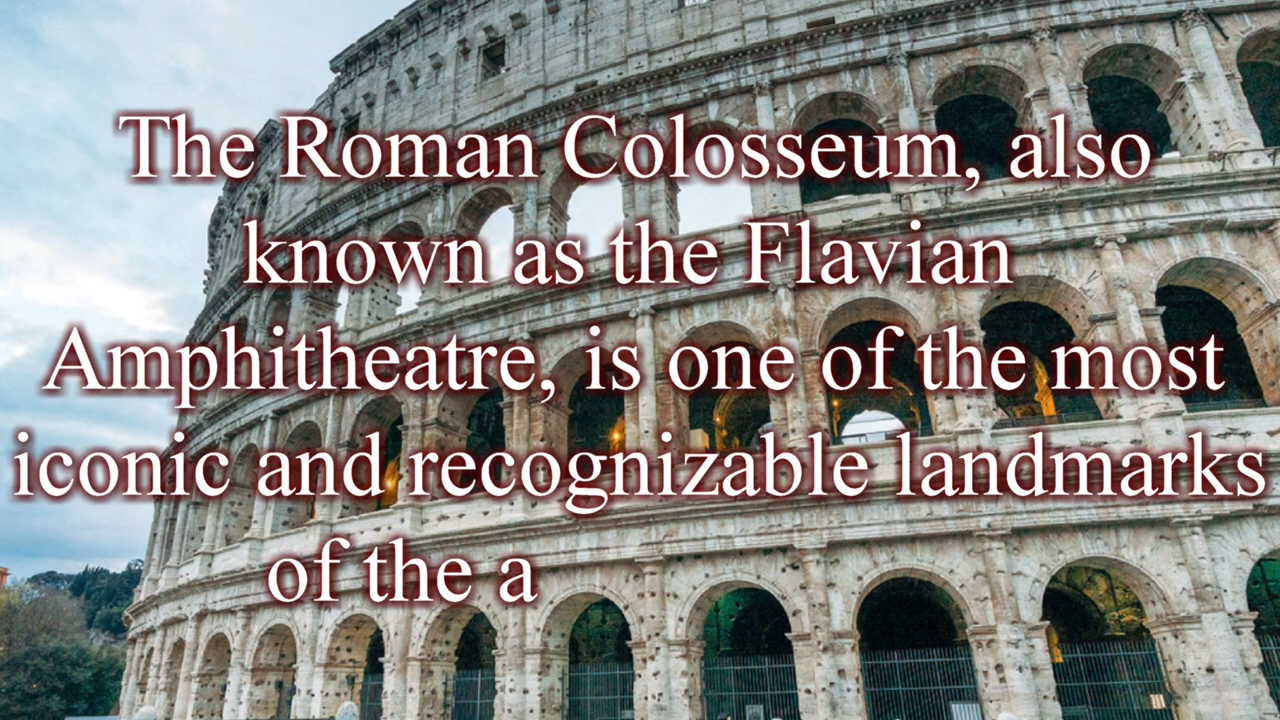 The Roman Colosseum, also
known as the Flavian
Amphitheatre, is one of the most
iconic and recognizable landmarks
of the a